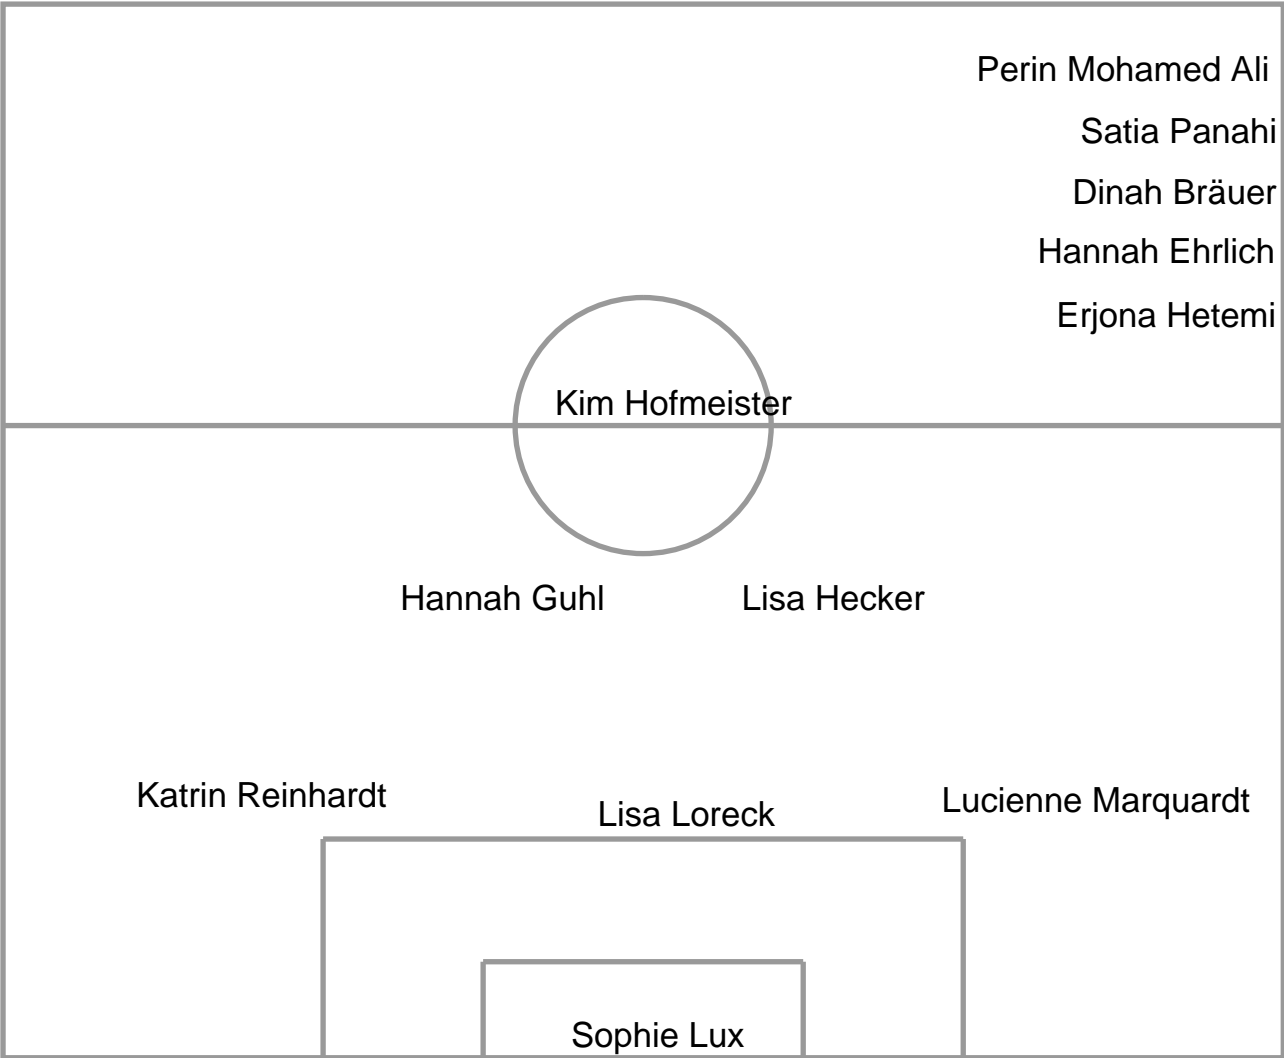 Perin Mohamed Ali
Satia Panahi
Dinah Bräuer
Hannah Ehrlich
Erjona Hetemi
Kim Hofmeister
Hannah Guhl
Lisa Hecker
Katrin Reinhardt
Lisa Loreck
Lucienne Marquardt
Sophie Lux